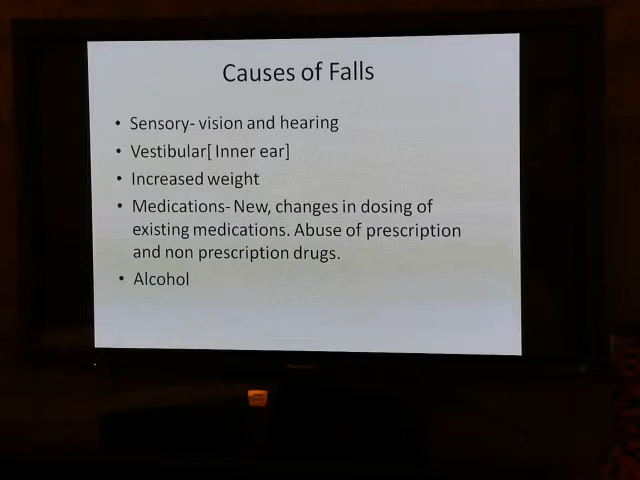 Causes of Falls
• Sensory- vision and hearing
• Vestibular[ Inner ear]
• Increased weight
• Medications- New, changes in dosing of
existing medications. Abuse of prescription
and non prescription drugs.
• Alcohol